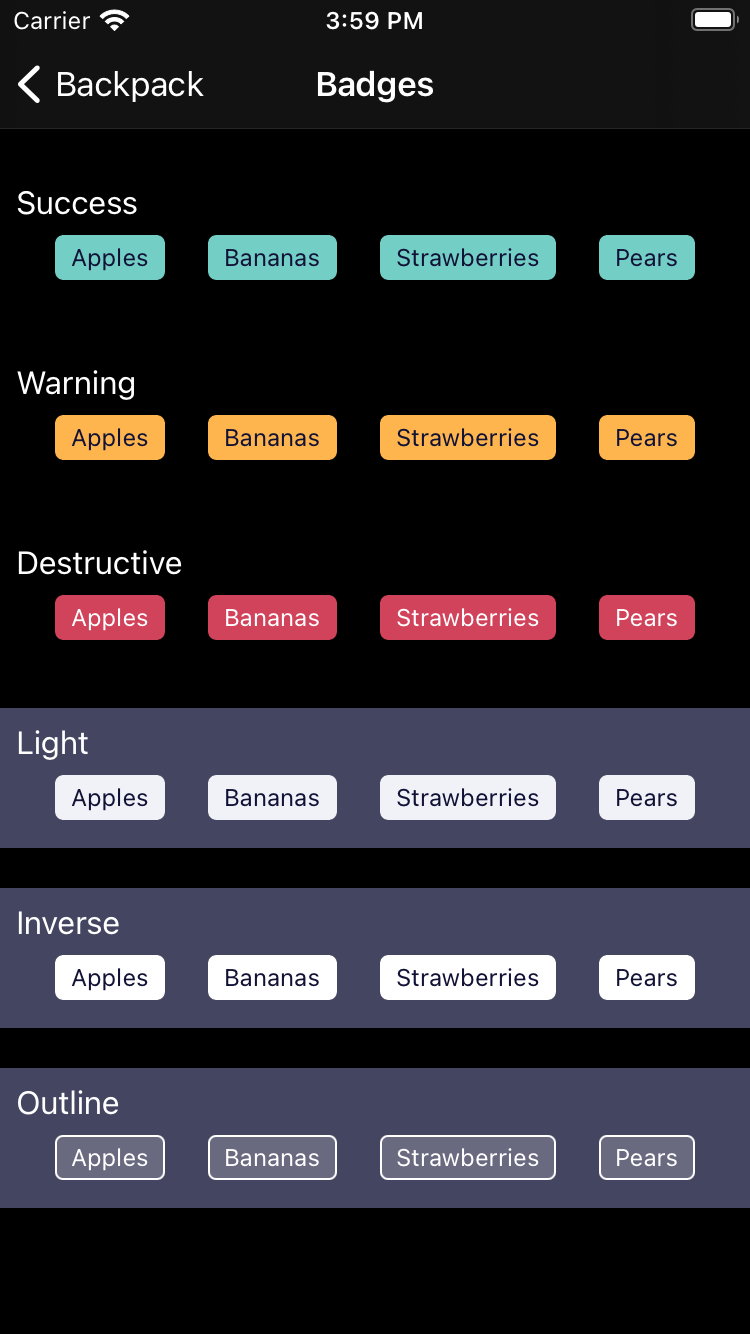 Carrier 3:59 PM
Backpack Badges
Success
Apples Bananas Strawberries Pears
Warning
Apples Bananas Strawberries Pears
Destructive
Apples Bananas Strawberries Pears
Light
Apples Bananas Strawberries Pears
Inverse
Apples Bananas Strawberries Pears
Outline
Apples Bananas Strawberries Pears